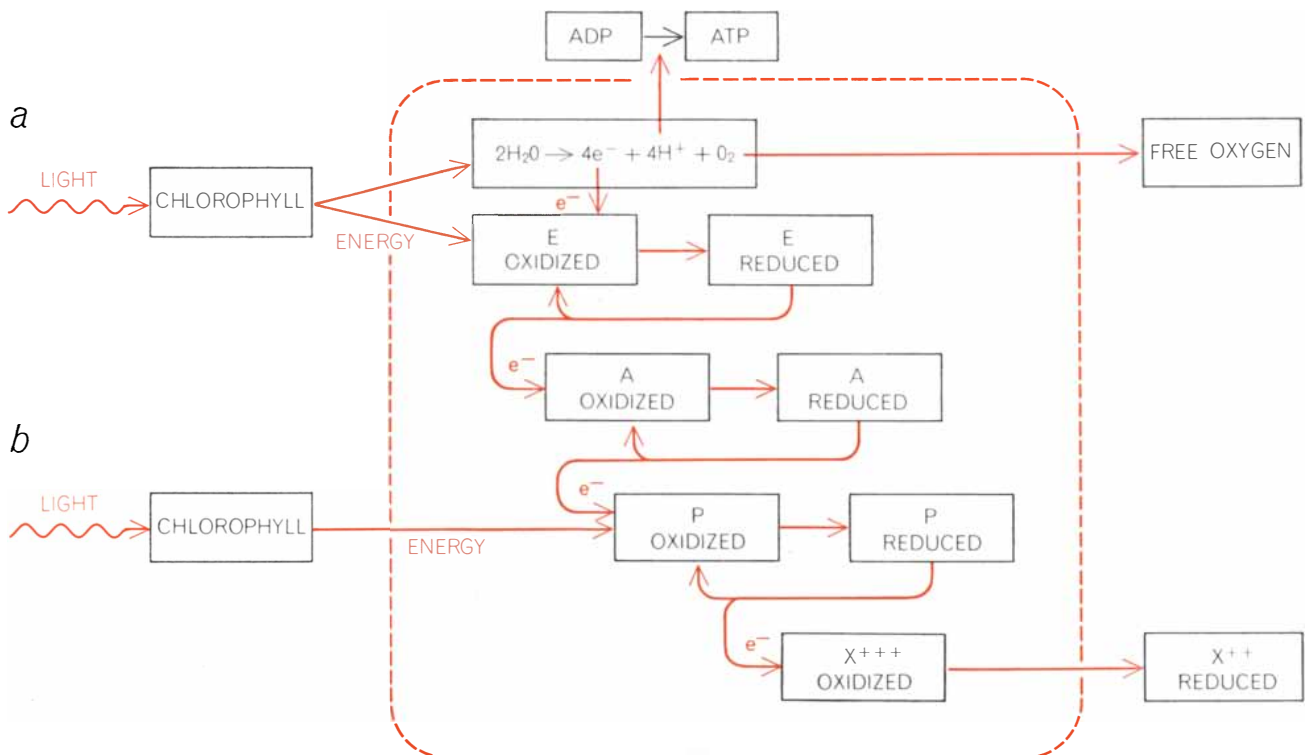 ADP
ATP
a
2H₂O → 4e⁻ + 4H⁺ + O₂
FREE OXYGEN
LIGHT
CHLOROPHYLL
e⁻
ENERGY
E
OXIDIZED
E
REDUCED
e⁻
A
OXIDIZED
A
REDUCED
b
e⁻
LIGHT
CHLOROPHYLL
ENERGY
P
OXIDIZED
P
REDUCED
e⁻
X⁺⁺⁺
OXIDIZED
X⁺⁺
REDUCED